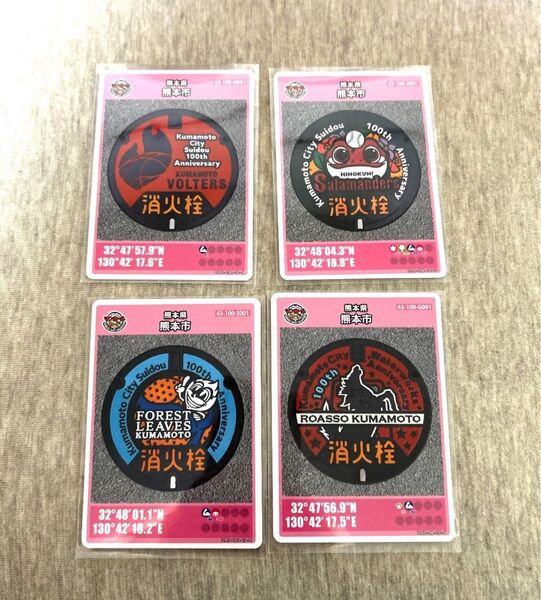 熊本県
熊本市
43-100-H001
Kumamoto
City Suidou
100th
Anniversary
KUMAMOTO
VOLTERS
消火栓
32°47'57.9"N
130°42'17.6"E
熊本県
熊本市
Kumamoto City Suidou 100th Anniversary
HINOKUNI
Salamanders
消火栓
32°48'04.3"N
130°42'18.8"E
熊本県
熊本市
Kumamoto City Suidou 100th Anniversary
FOREST
LEAVES
KUMAMOTO
消火栓
32°48'01.1"N
130°42'18.2"E
熊本県
熊本市
43-100-G001
Kumamoto City Waterworks
100th Anniversary
ROASSO KUMAMOTO
消火栓
32°47'56.9"N
130°42'17.5"E